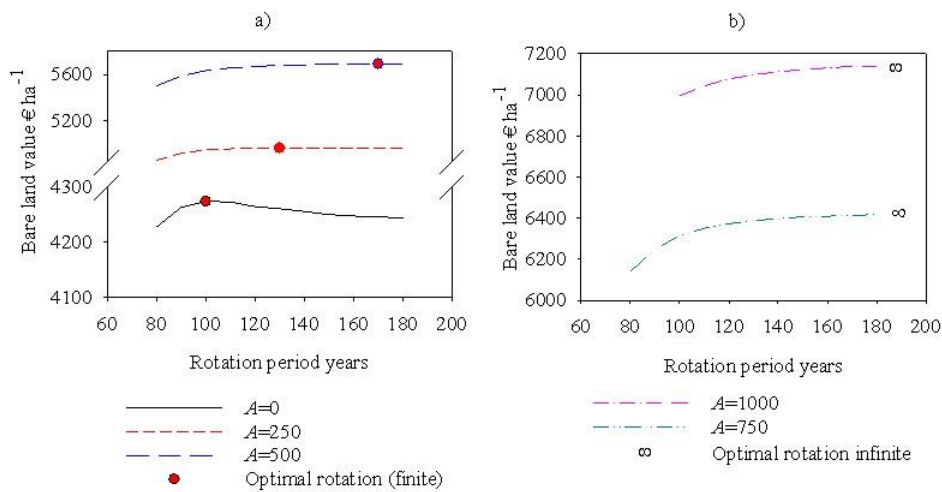 a)
Bare land value € ha⁻¹
5600
5200
4300
4200
4100
60 80 100 120 140 160 180 200
Rotation period years
A=0
A=250
A=500
Optimal rotation (finite)
b)
Bare land value € ha⁻¹
7200
7000
6800
6600
6400
6200
6000
∞
∞
60 80 100 120 140 160 180 200
Rotation period years
A=1000
A=750
∞ Optimal rotation infinite